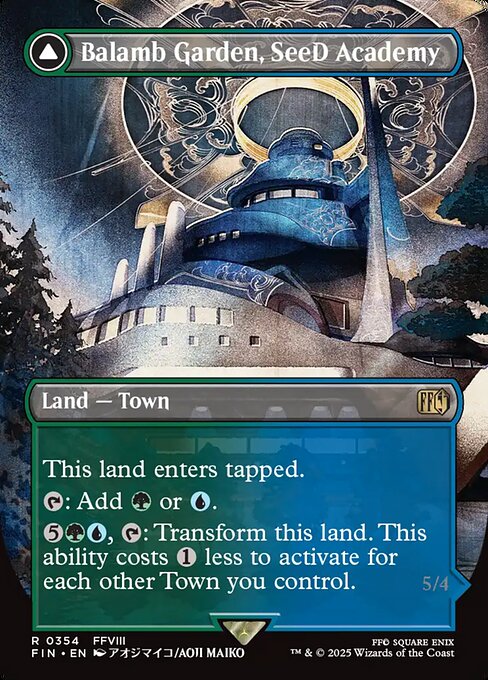 Balamb Garden, SeeD Academy
Land — Town
FFVIII
This land enters tapped.
: Add or .
5, : Transform this land. This
ability costs 1 less to activate for
each other Town you control.
5/4
R 0354 FFVIII
FIN • EN アオジマイコ/AOJI MAIKO
FF© SQUARE ENIX
™ & © 2025 Wizards of the Coast